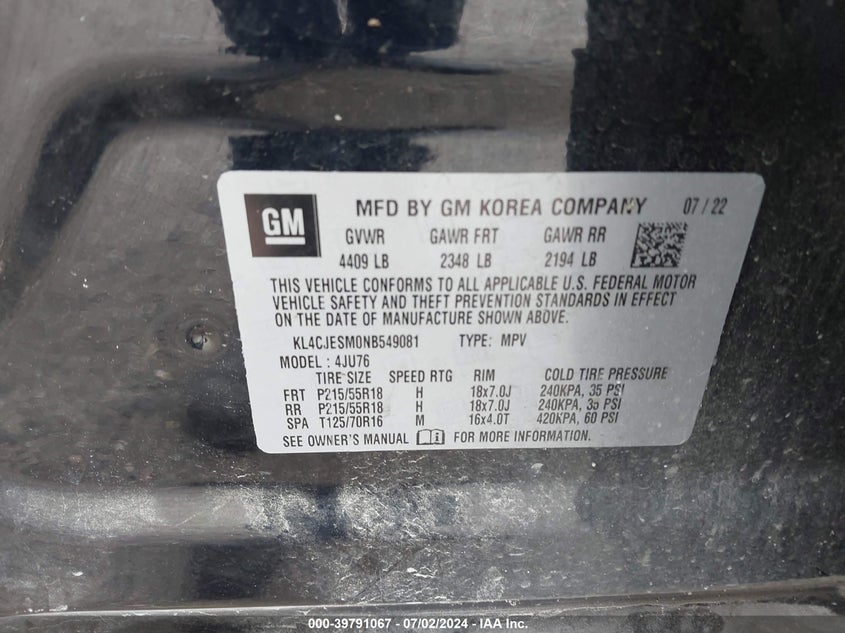 GM MFD BY GM KOREA COMPANY 07 / 22
GVWR GAWR FRT GAWR RR
4409 LB 2348 LB 2194 LB
THIS VEHICLE CONFORMS TO ALL APPLICABLE U.S. FEDERAL MOTOR
VEHICLE SAFETY AND THEFT PREVENTION STANDARDS IN EFFECT
ON THE DATE OF MANUFACTURE SHOWN ABOVE.
KL4CJESM0NB549081 TYPE: MPV
MODEL: 4JU76
TIRE SIZE SPEED RTG RIM COLD TIRE PRESSURE
FRT P215/55R18 H 18x7.0J 240KPA, 35 PSI
RR P215/55R18 H 18x7.0J 240KPA, 35 PSI
SPA T125/70R16 M 16x4.0T 420KPA, 60 PSI
SEE OWNER'S MANUAL FOR MORE INFORMATION.
000-39791067 - 07/02/2024 - IAA Inc.